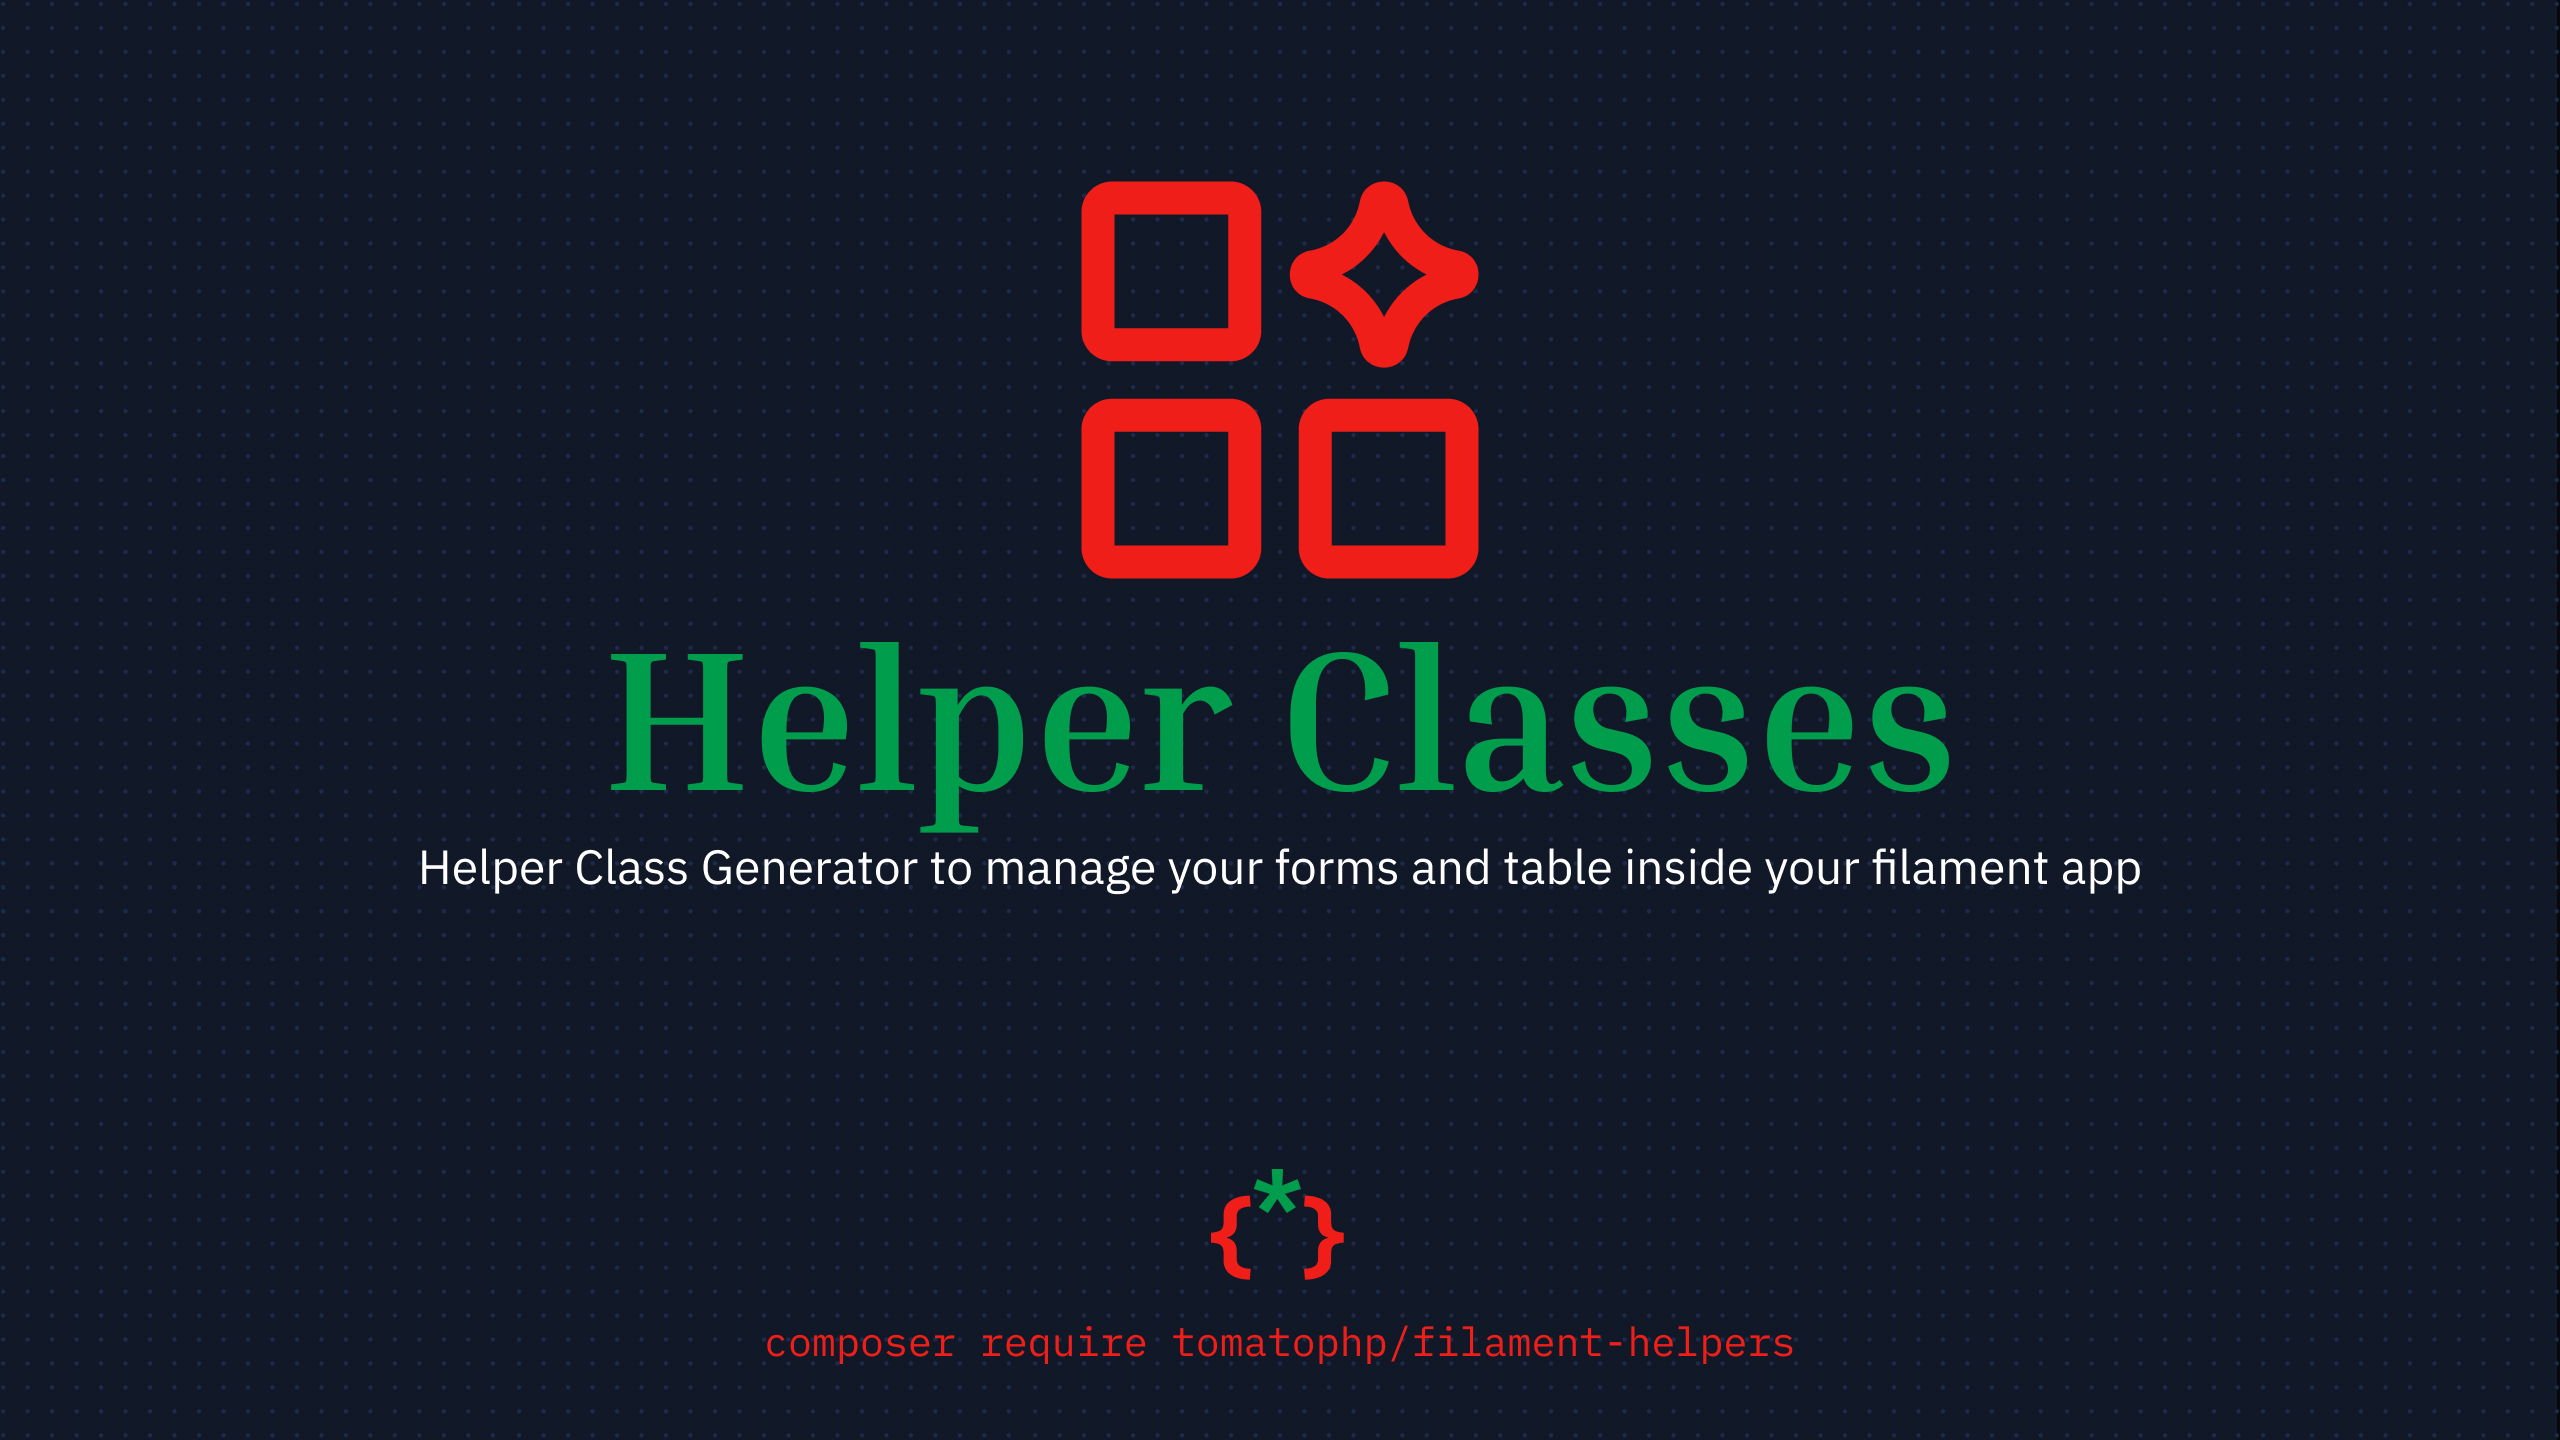 Helper Classes
Helper Class Generator to manage your forms and table inside your filament app
{*}
composer require tomatophp/filament-helpers